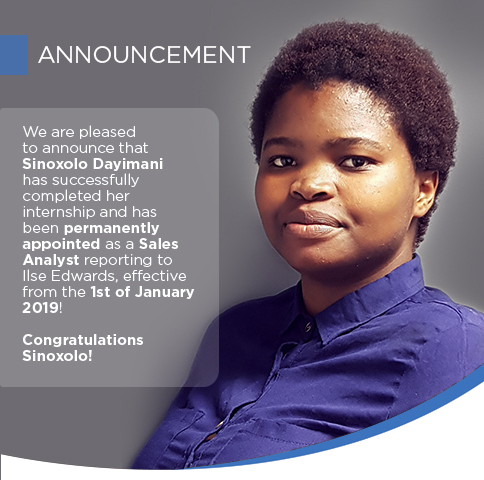 ANNOUNCEMENT
We are pleased
to announce that
Sinoxolo Dayimani
has successfully
completed her
internship and has
been permanently
appointed as a Sales
Analyst reporting to
Ilse Edwards, effective
from the 1st of January
2019!
Congratulations
Sinoxolo!